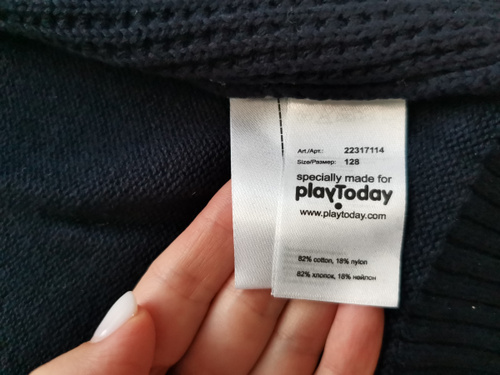 Art./Арт.: 22317114
Size/Размер: 128
specially made for
playToday
www.playtoday.com
82% cotton, 18% nylon
82% хлопок, 18% нейлон